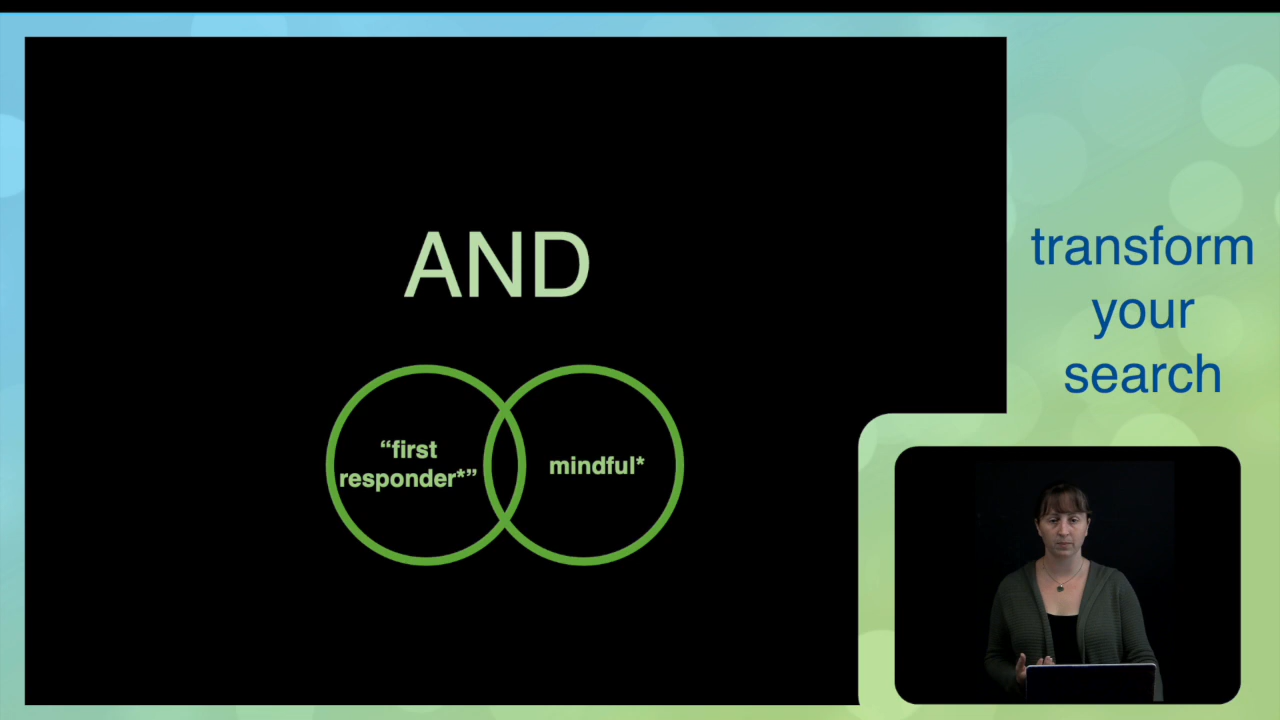 AND
“first
responder*”
mindful*
transform
your
search